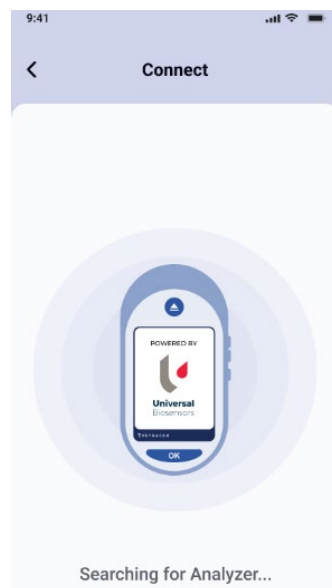 9:41
Connect
POWERED BY
Universal
Biosensors
OK
Searching for Analyzer...